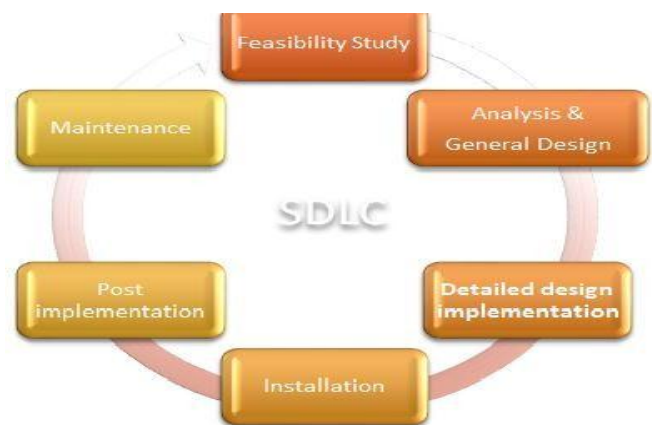 Feasibility Study
Analysis &
General Design
Maintenance
SDLC
Post
implementation
Detailed design
implementation
Installation